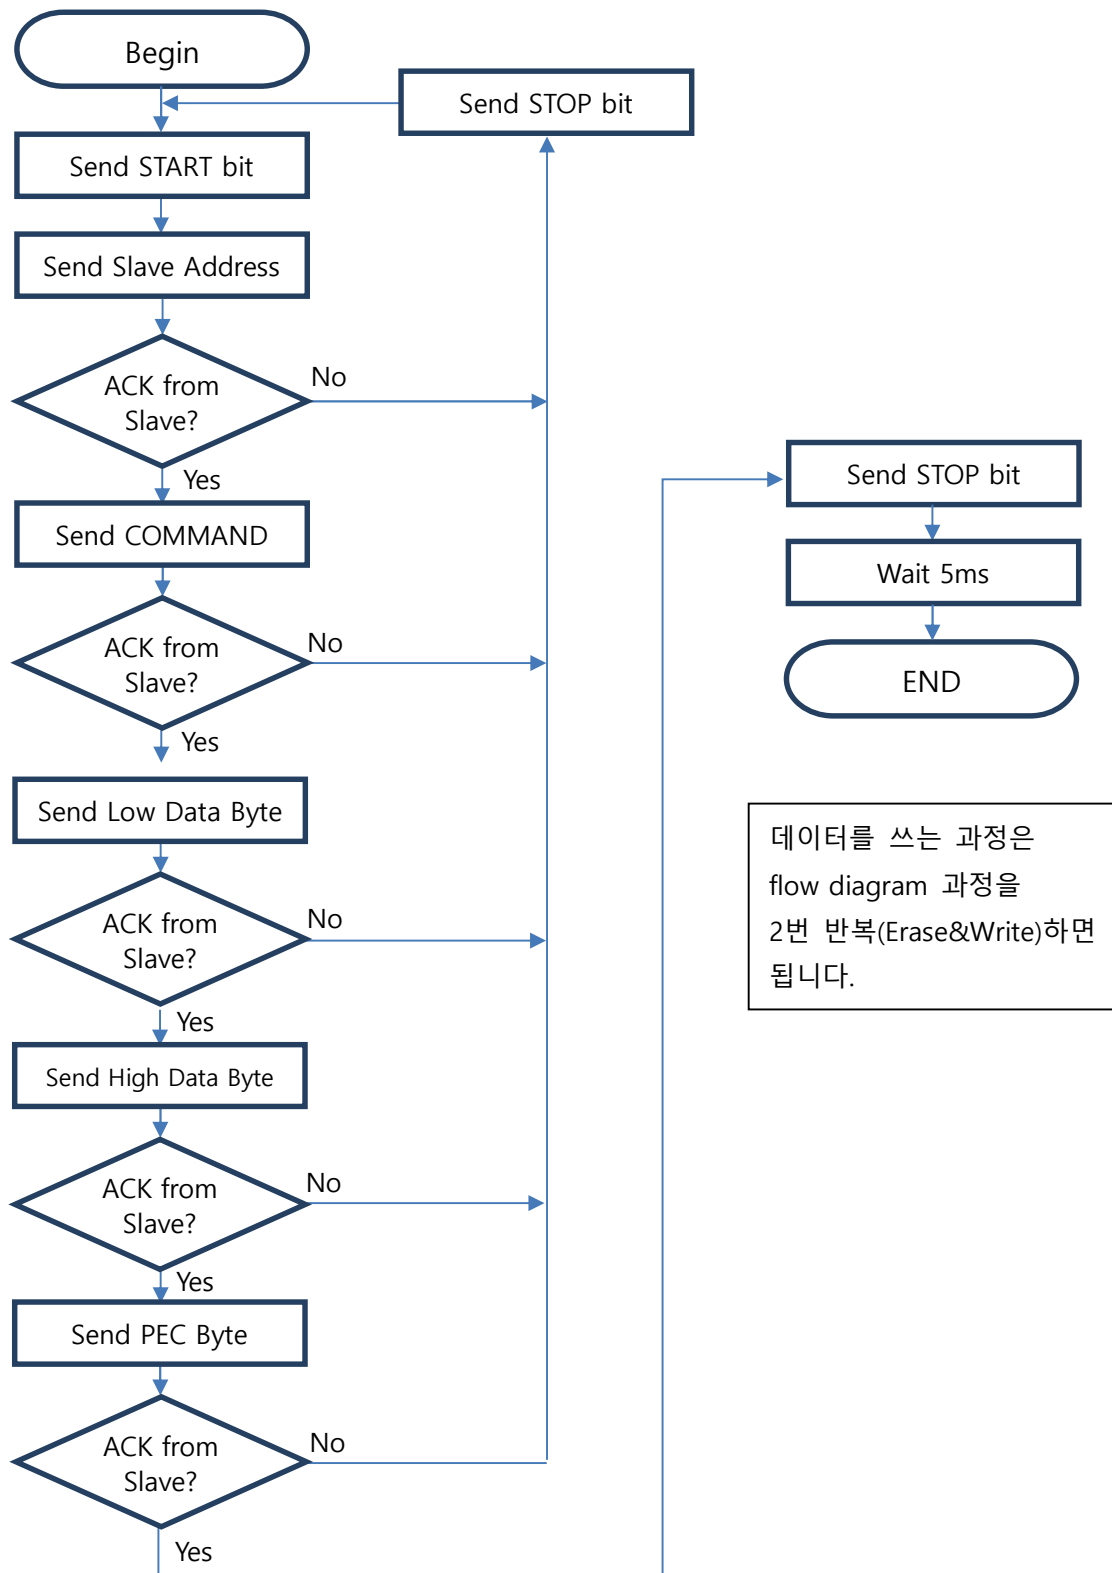 Begin
Send STOP bit
Send START bit
Send Slave Address
ACK from
Slave?
No
Yes
Send COMMAND
ACK from
Slave?
No
Yes
Send Low Data Byte
ACK from
Slave?
No
Yes
Send High Data Byte
ACK from
Slave?
No
Yes
Send PEC Byte
ACK from
Slave?
No
Yes
Send STOP bit
Wait 5ms
END
데이터를 쓰는 과정은
flow diagram 과정을
2번 반복(Erase&Write)하면
됩니다.